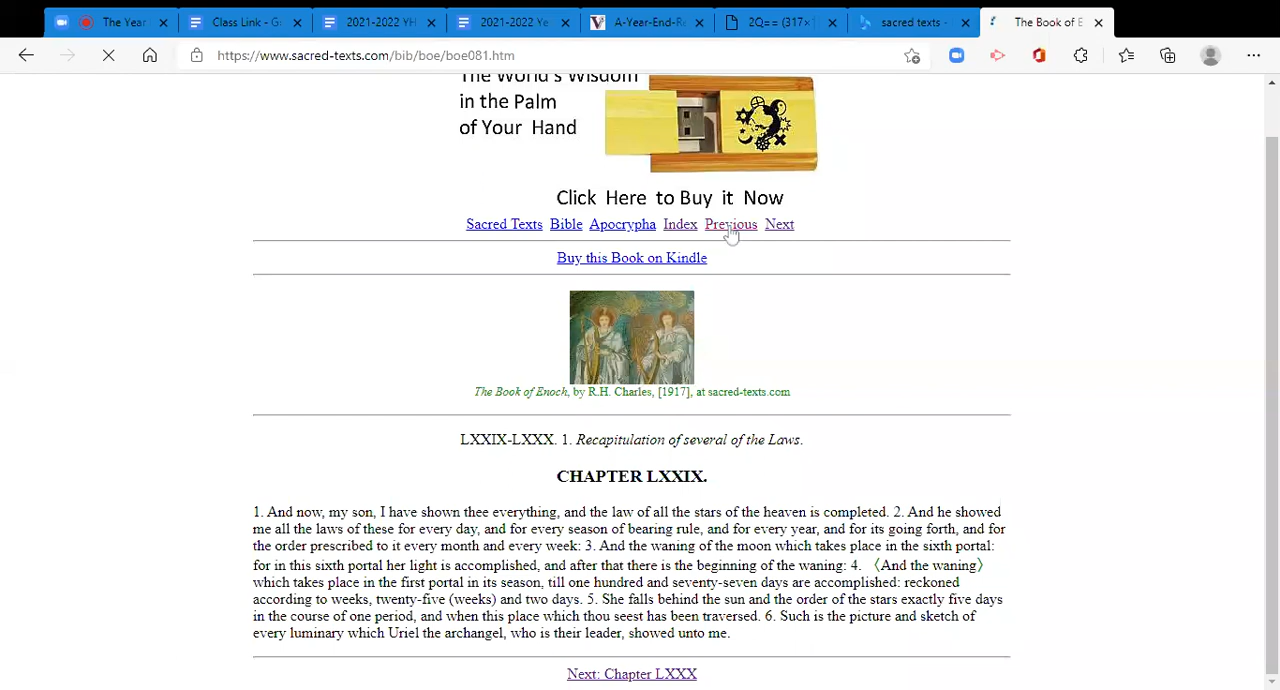 The Year
Class Link - G
2021-2022 YH
2021-2022 Ye
A-Year-End-Re
2Q== (317×
sacred texts -
The Book of E
https://www.sacred-texts.com/bib/boe/boe081.htm
The World's Wisdom
in the Palm
of Your Hand
Click Here to Buy it Now
Sacred Texts Bible Apocrypha Index Previous Next
Buy this Book on Kindle
The Book of Enoch, by R.H. Charles, [1917], at sacred-texts.com
LXXIX-LXXX. 1. Recapitulation of several of the Laws.
CHAPTER LXXIX.
1. And now, my son, I have shown thee everything, and the law of all the stars of the heaven is completed. 2. And he showed
me all the laws of these for every day, and for every season of bearing rule, and for every year, and for its going forth, and for
the order prescribed to it every month and every week: 3. And the waning of the moon which takes place in the sixth portal:
for in this sixth portal her light is accomplished, and after that there is the beginning of the waning: 4. 〈And the waning〉
which takes place in the first portal in its season, till one hundred and seventy-seven days are accomplished: reckoned
according to weeks, twenty-five (weeks) and two days. 5. She falls behind the sun and the order of the stars exactly five days
in the course of one period, and when this place which thou seest has been traversed. 6. Such is the picture and sketch of
every luminary which Uriel the archangel, who is their leader, showed unto me.
Next: Chapter LXXX